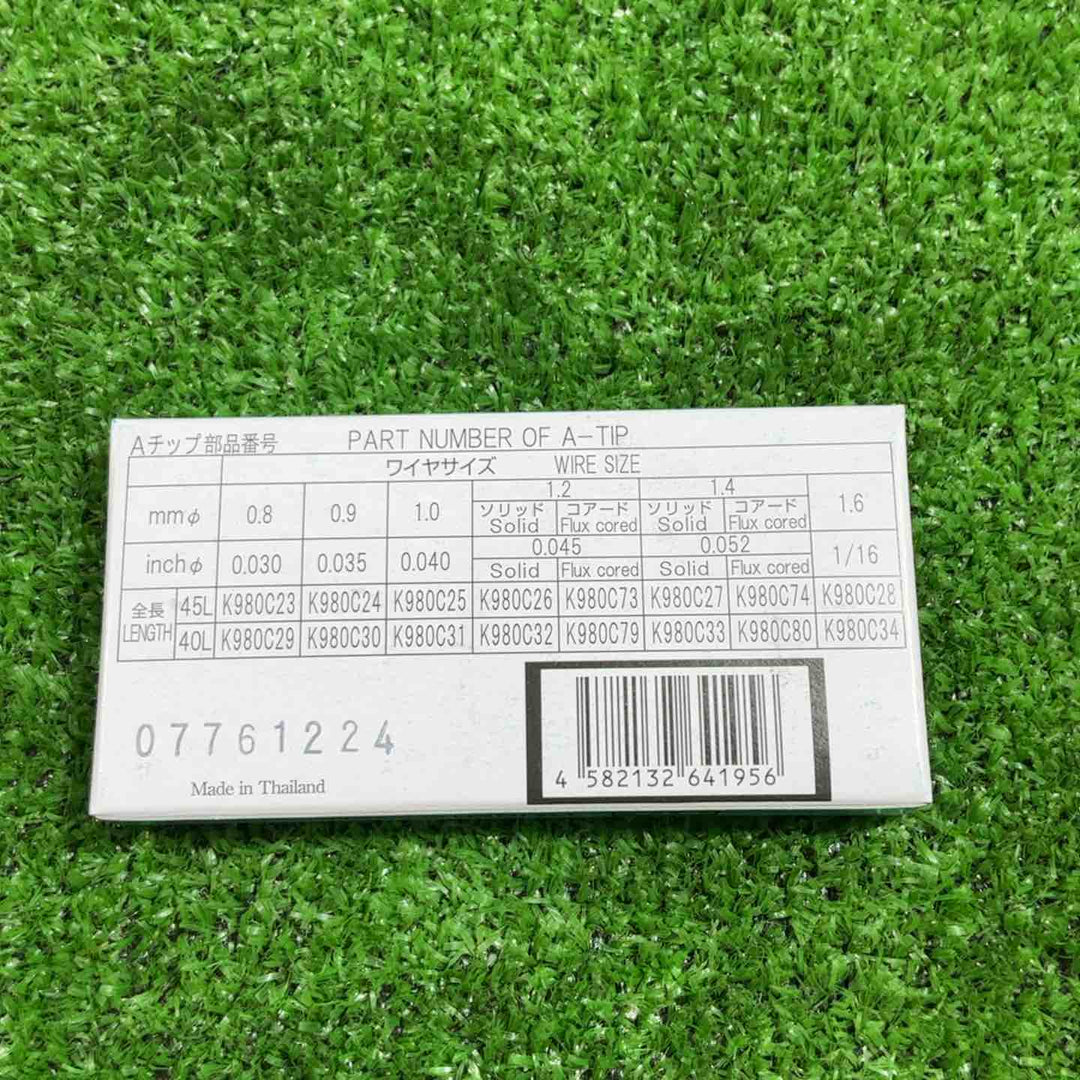 Aチップ部品番号 PART NUMBER OF A-TIP
ワイヤサイズ WIRE SIZE
mmφ 0.8 0.9 1.0 1.2 1.4 1.6
ソリッド コアード ソリッド コアード
Solid Flux cored Solid Flux cored
inchφ 0.030 0.035 0.040 0.045 0.052 1/16
Solid Flux cored Solid Flux cored
全長 45L K980C23 K980C24 K980C25 K980C26 K980C73 K980C27 K980C74 K980C28
LENGTH 40L K980C29 K980C30 K980C31 K980C32 K980C79 K980C33 K980C80 K980C34
07761224
Made in Thailand
4 582132 641956